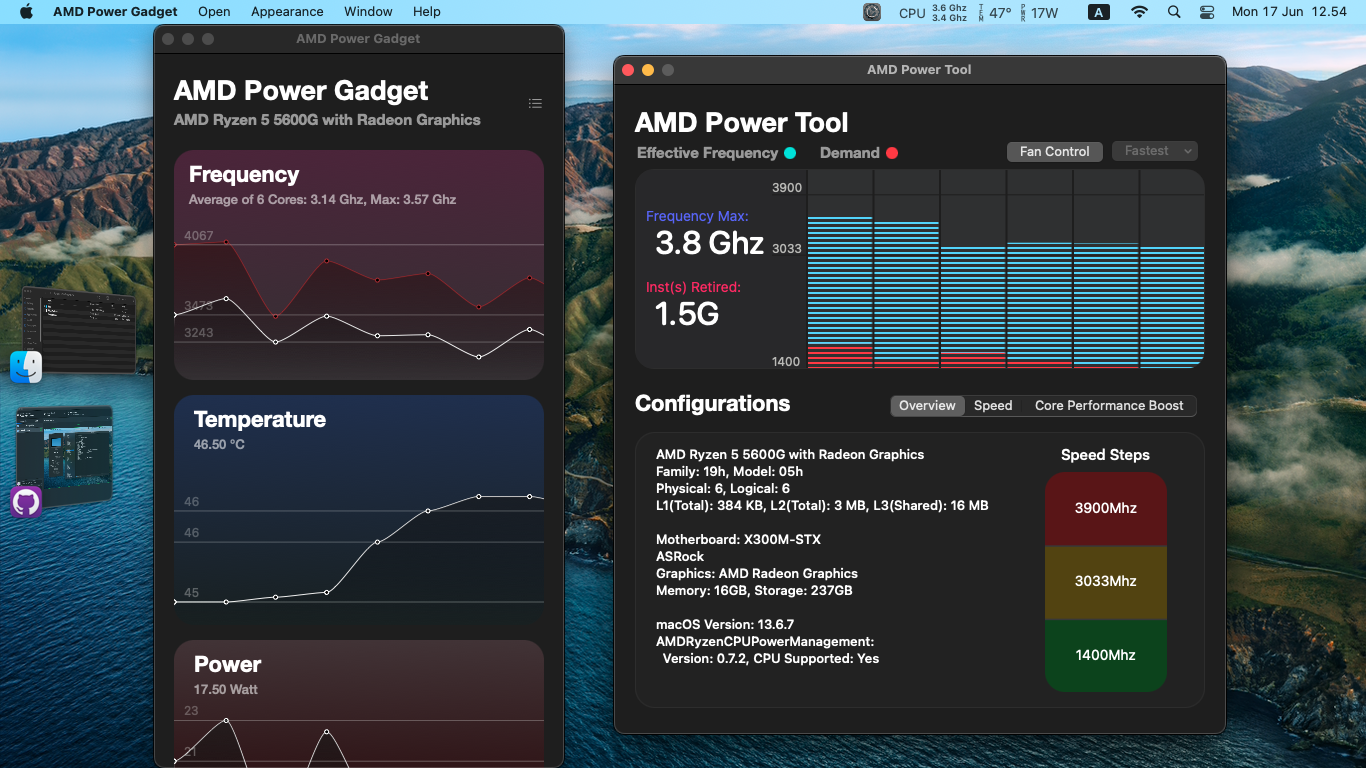 AMD Power Gadget Open Appearance Window Help
CPU 3.6 Ghz 3.4 Ghz 47° 17W A Mon 17 Jun 12.54
AMD Power Gadget
AMD Power Gadget
AMD Ryzen 5 5600G with Radeon Graphics
Frequency
Average of 6 Cores: 3.14 Ghz, Max: 3.57 Ghz
4067
3473
3243
Temperature
46.50 °C
46
46
45
Power
17.50 Watt
23
21
AMD Power Tool
AMD Power Tool
Effective Frequency Demand Fan Control Fastest
3900
Frequency Max:
3.8 Ghz
3033
Inst(s) Retired:
1.5G
1400
Configurations
Overview Speed Core Performance Boost
AMD Ryzen 5 5600G with Radeon Graphics
Family: 19h, Model: 05h
Physical: 6, Logical: 6
L1(Total): 384 KB, L2(Total): 3 MB, L3(Shared): 16 MB
Motherboard: X300M-STX
ASRock
Graphics: AMD Radeon Graphics
Memory: 16GB, Storage: 237GB
macOS Version: 13.6.7
AMDRyzenCPUPowerManagement:
Version: 0.7.2, CPU Supported: Yes
Speed Steps
3900Mhz
3033Mhz
1400Mhz